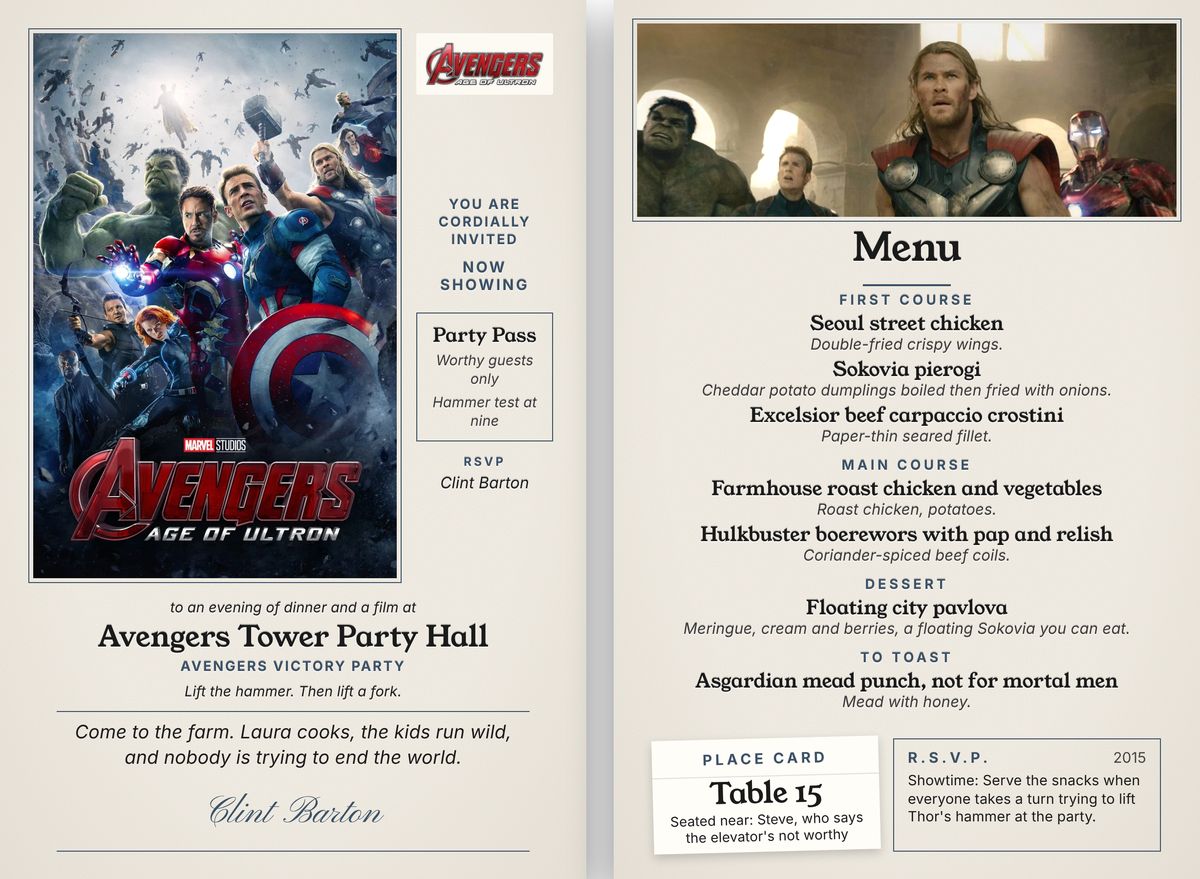 AVENGERS
AGE OF ULTRON
YOU ARE
CORDIALLY
INVITED
NOW
SHOWING
Party Pass
Worthy guests
only
Hammer test at
nine
RSVP
Clint Barton
MARVEL STUDIOS
AVENGERS
AGE OF ULTRON
to an evening of dinner and a film at
Avengers Tower Party Hall
AVENGERS VICTORY PARTY
Lift the hammer. Then lift a fork.
Come to the farm. Laura cooks, the kids run wild,
and nobody is trying to end the world.
Clint Barton
Menu
FIRST COURSE
Seoul street chicken
Double-fried crispy wings.
Sokovia pierogi
Cheddar potato dumplings boiled then fried with onions.
Excelsior beef carpaccio crostini
Paper-thin seared fillet.
MAIN COURSE
Farmhouse roast chicken and vegetables
Roast chicken, potatoes.
Hulkbuster boerewors with pap and relish
Coriander-spiced beef coils.
DESSERT
Floating city pavlova
Meringue, cream and berries, a floating Sokovia you can eat.
TO TOAST
Asgardian mead punch, not for mortal men
Mead with honey.
PLACE CARD
Table 15
Seated near: Steve, who says
the elevator's not worthy
R.S.V.P. 2015
Showtime: Serve the snacks when
everyone takes a turn trying to lift
Thor's hammer at the party.